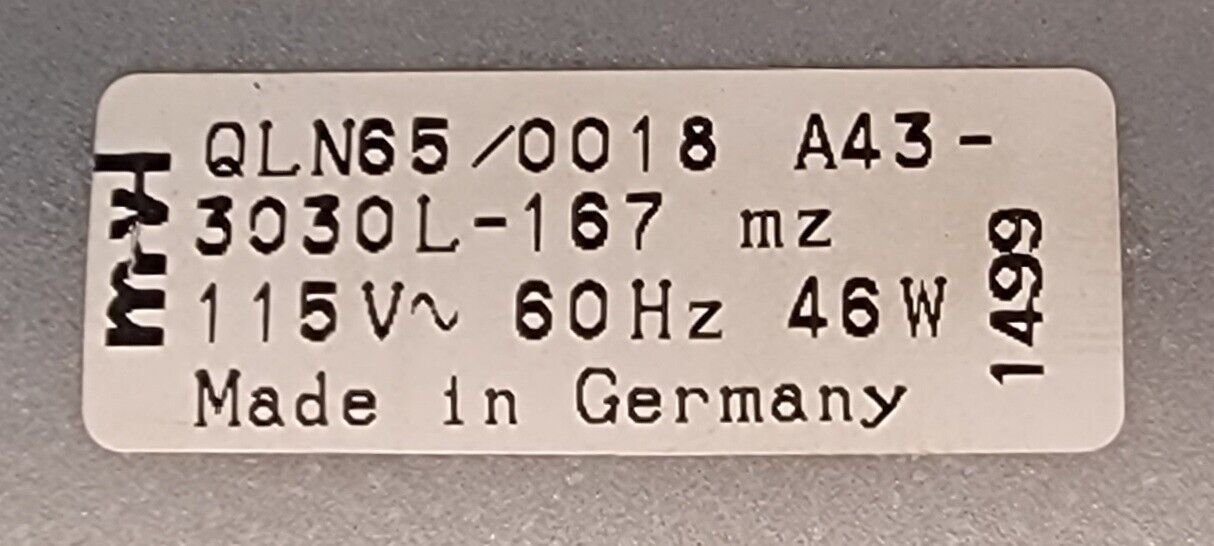 QLN65/0018 A43-
3030L-167 mz
115V~ 60Hz 46W
Made in Germany
1499